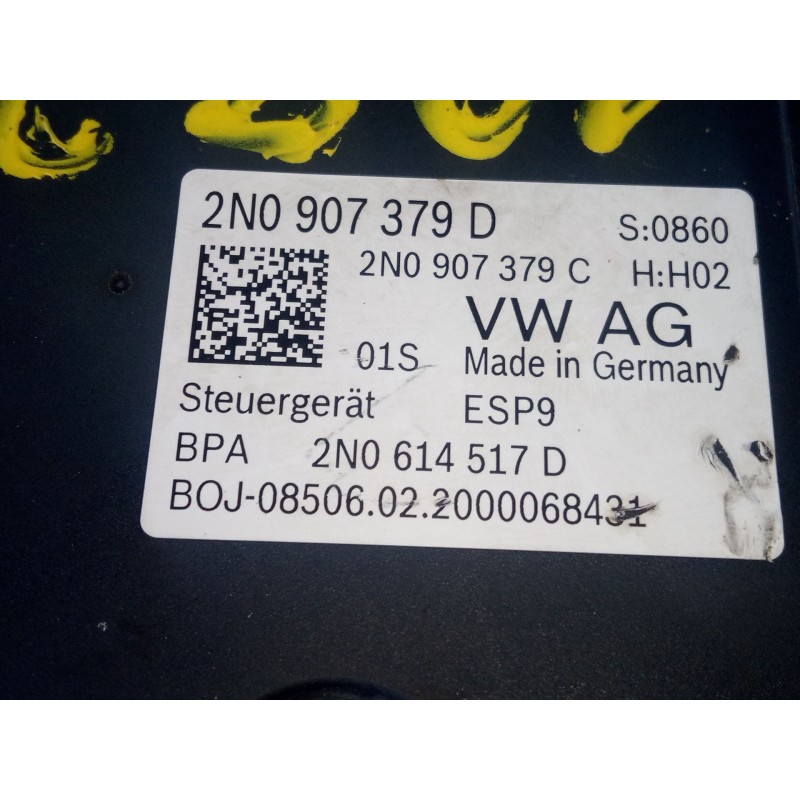 2N0 907 379 D S:0860
2N0 907 379 C H:H02
VW AG
01S Made in Germany
Steuergerät ESP9
BPA 2N0 614 517 D
BOJ-08506.02.2000068431